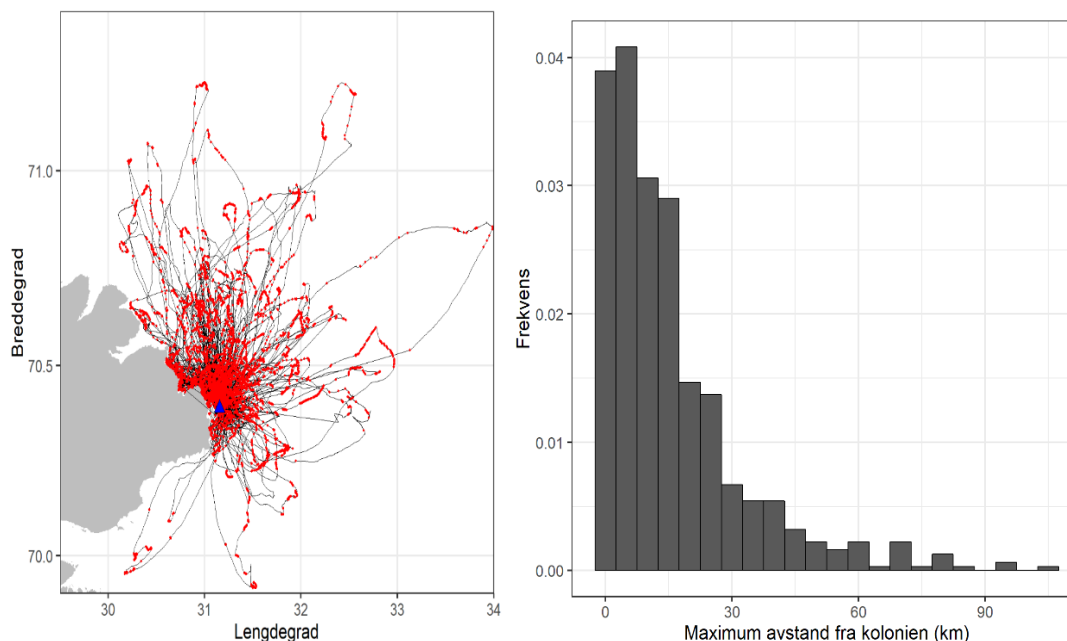 Breddegrad
71.0
70.5
70.0
30 31 32 33 34
Lengdegrad
Frekvens
0.04
0.03
0.02
0.01
0.00
0 30 60 90
Maximum avstand fra kolonien (km)